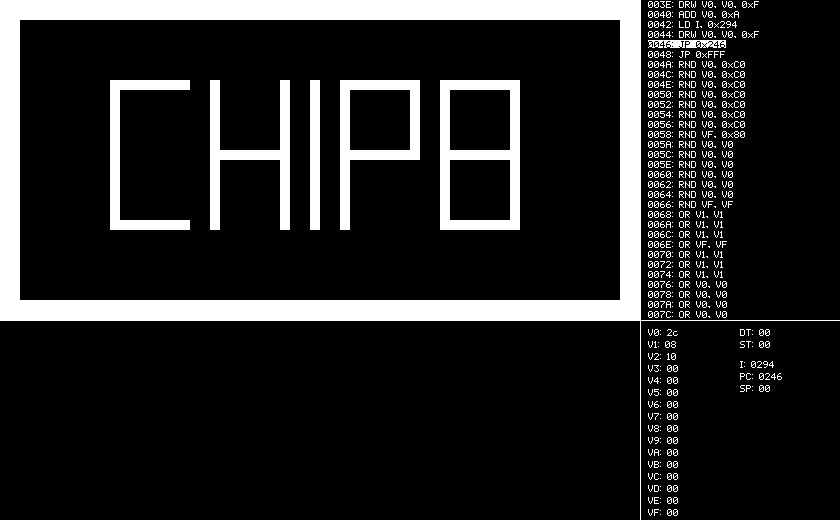 CHIP8
003E: DRW V0, V0, 0xF
0040: ADD V0, 0xA
0042: LD I, 0x294
0044: DRW V0, V0, 0xF
0046: JP 0x246
0048: JP 0xFFF
004A: RND V0, 0xC0
004C: RND V0, 0xC0
004E: RND V0, 0xC0
0050: RND V0, 0xC0
0052: RND V0, 0xC0
0054: RND V0, 0xC0
0056: RND V0, 0xC0
0058: RND VF, 0x80
005A: RND V0, V0
005C: RND V0, V0
005E: RND V0, V0
0060: RND V0, V0
0062: RND V0, V0
0064: RND V0, V0
0066: RND VF, VF
0068: OR V1, V1
006A: OR V1, V1
006C: OR V1, V1
006E: OR VF, VF
0070: OR V1, V1
0072: OR V1, V1
0074: OR V1, V1
0076: OR V0, V0
0078: OR V0, V0
007A: OR V0, V0
007C: OR V0, V0
V0: 2c
V1: 08
V2: 10
V3: 00
V4: 00
V5: 00
V6: 00
V7: 00
V8: 00
V9: 00
VA: 00
VB: 00
VC: 00
VD: 00
VE: 00
VF: 00
DT: 00
ST: 00
I: 0294
PC: 0246
SP: 00